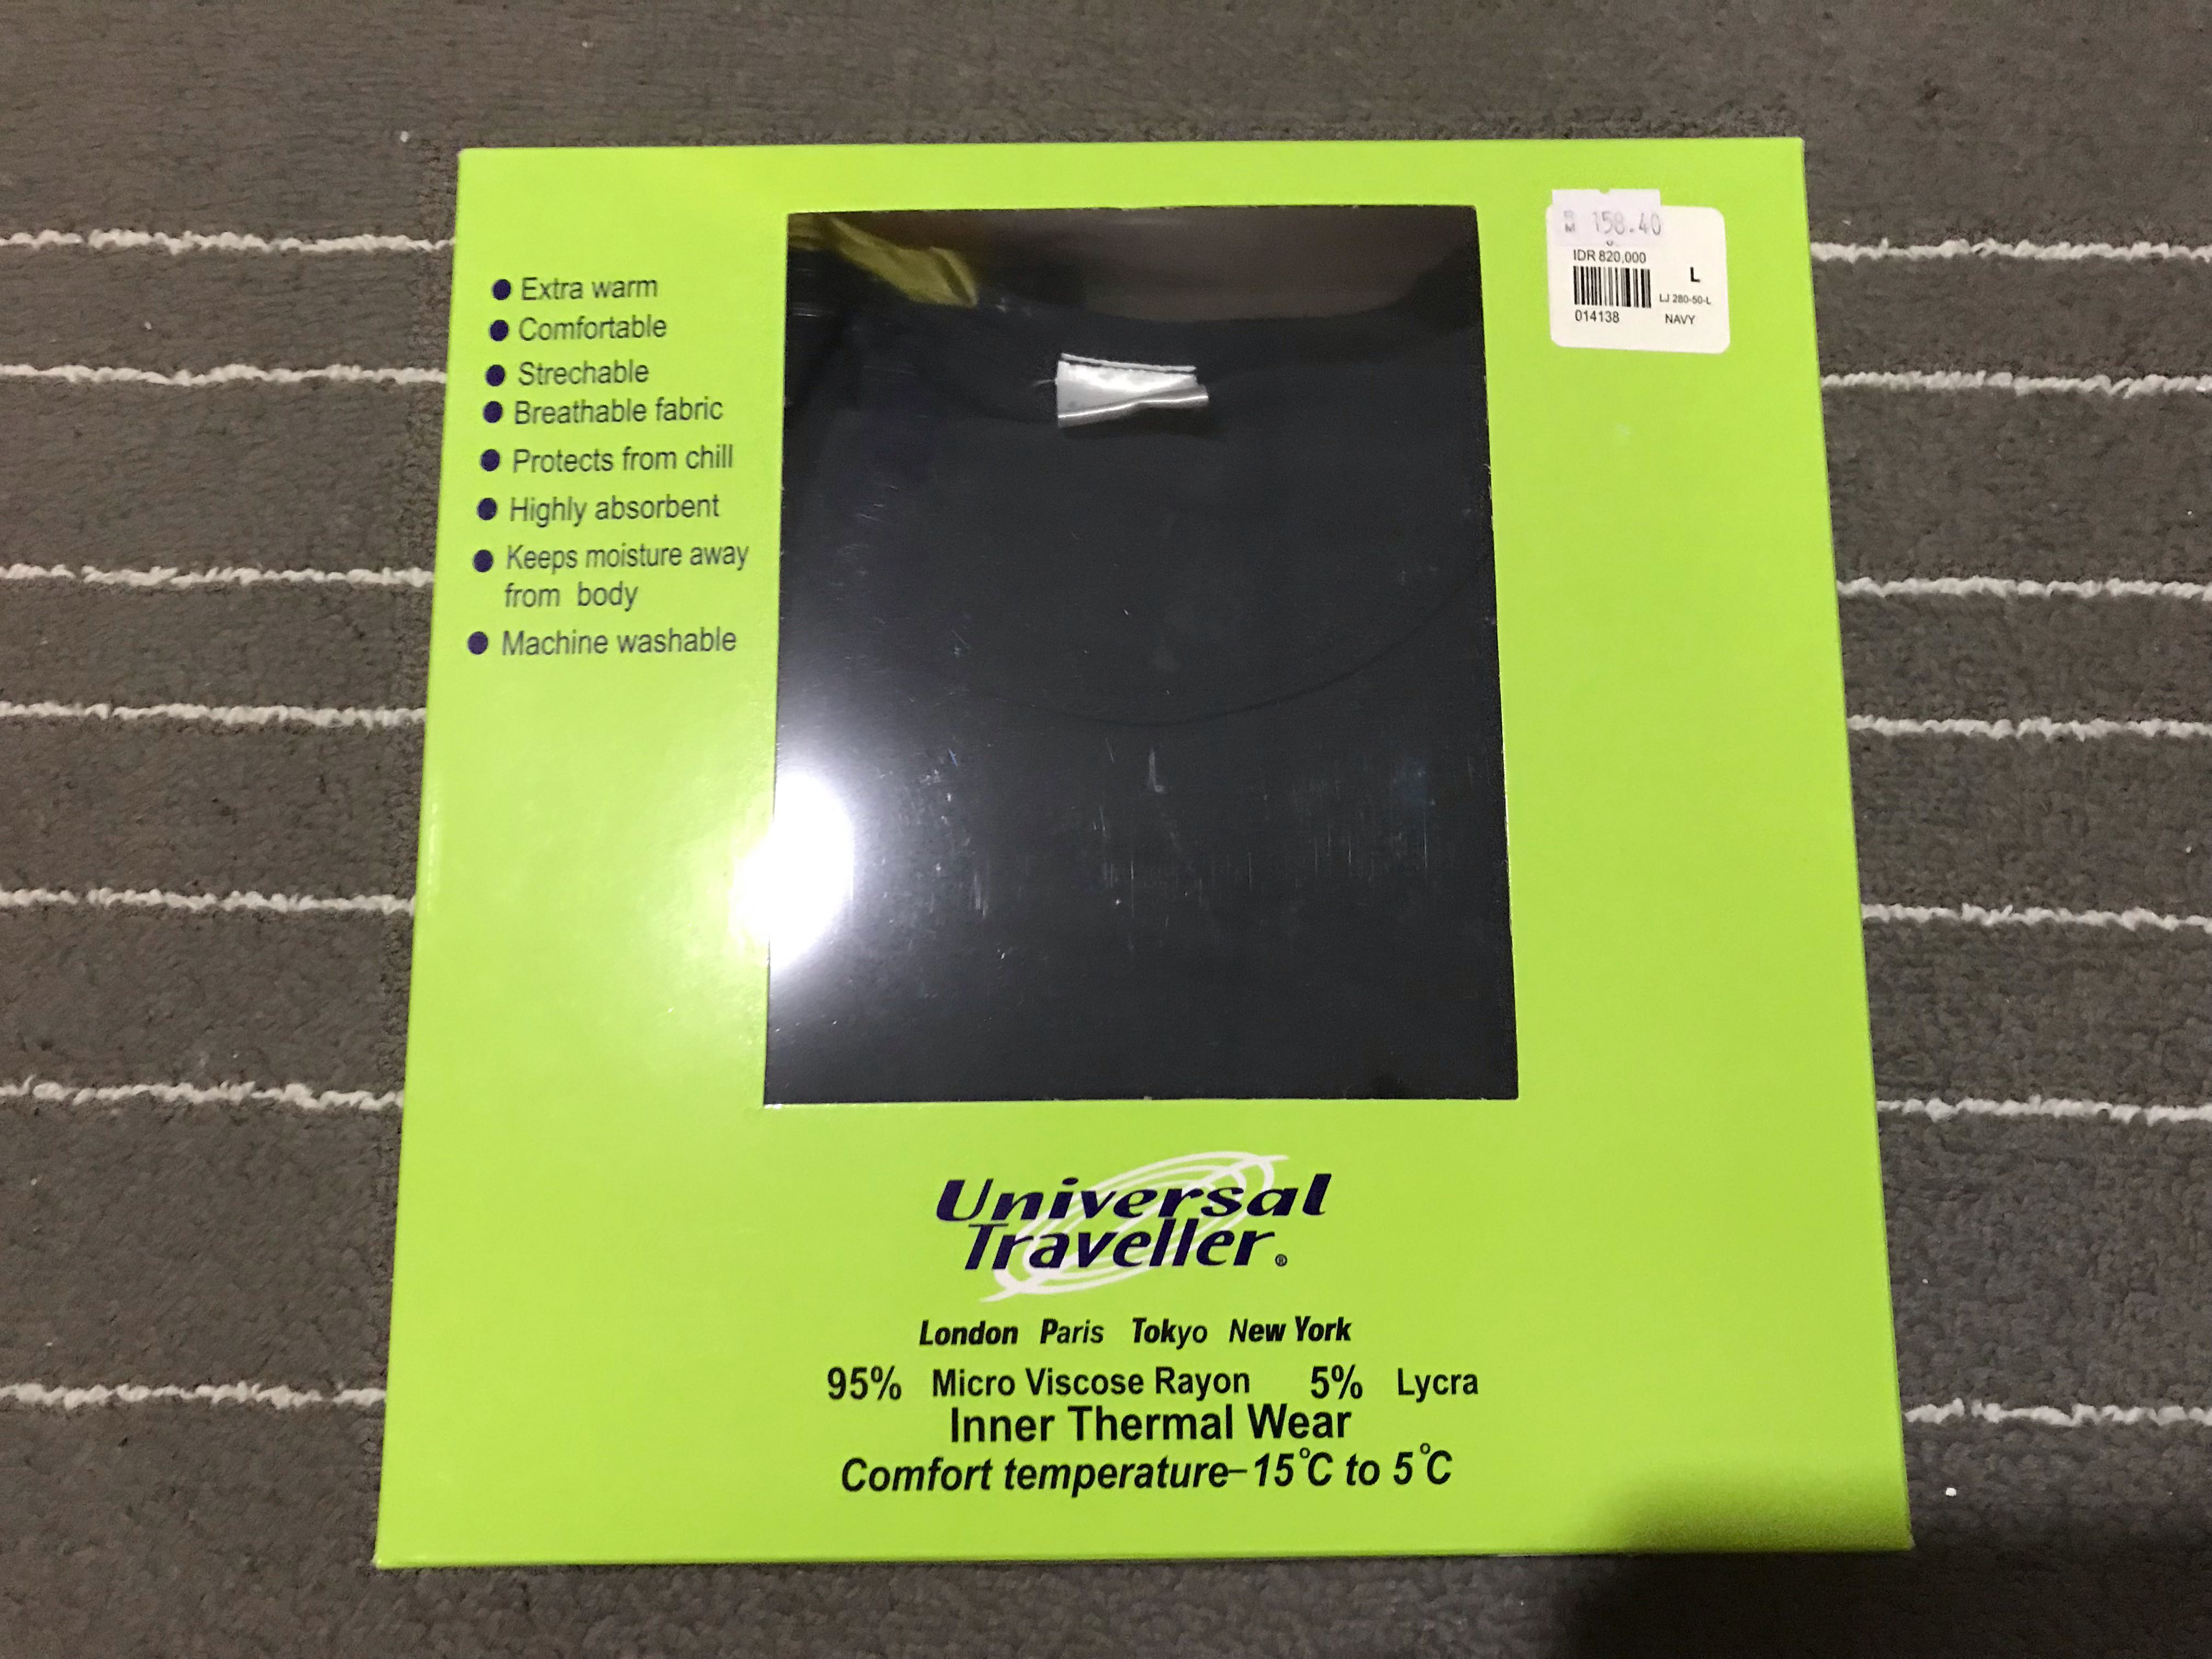 Extra warm
Comfortable
Strechable
Breathable fabric
Protects from chill
Highly absorbent
Keeps moisture away
from body
Machine washable
RM 158.40
IDR 820,000
L
LJ 280-50-L
014138 NAVY
Universal
Traveller®
London Paris Tokyo New York
95% Micro Viscose Rayon 5% Lycra
Inner Thermal Wear
Comfort temperature–15°C to 5°C